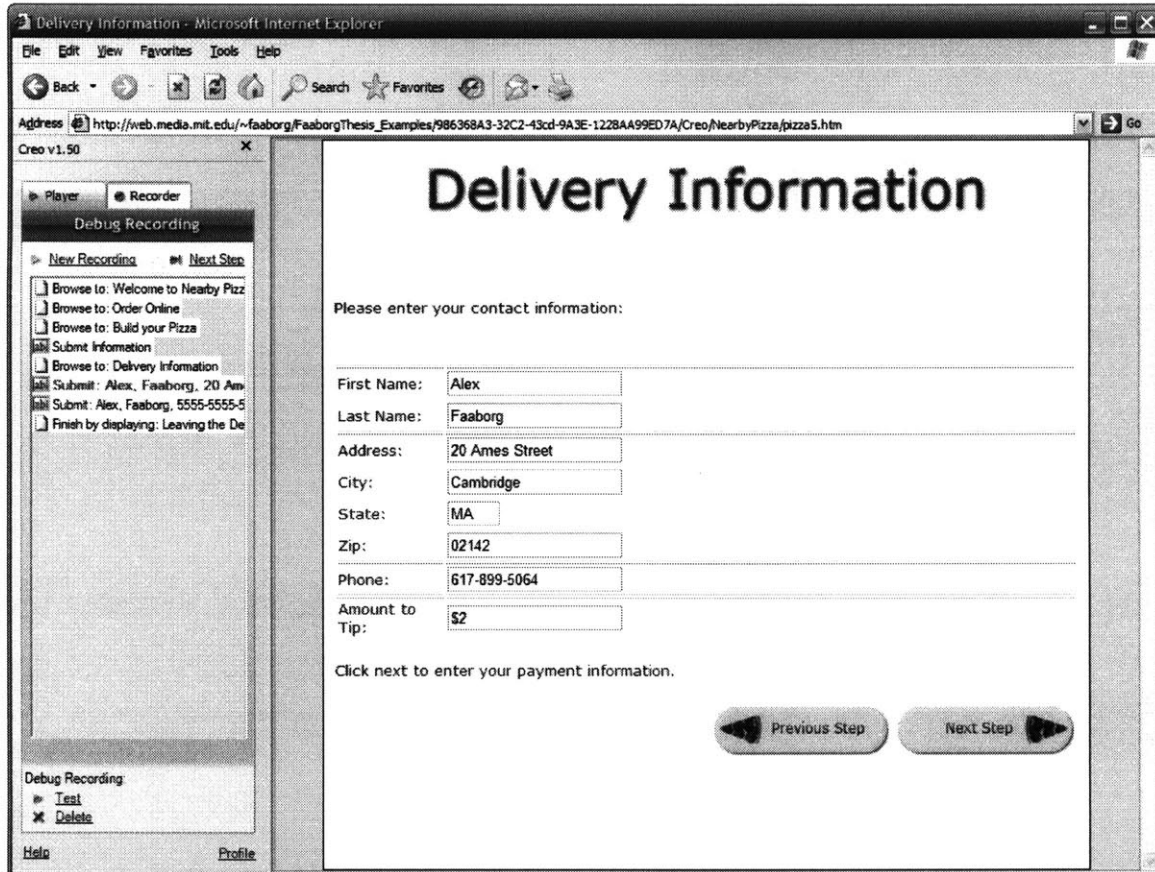 Delivery Information - Microsoft Internet Explorer
File Edit View Favorites Tools Help
Back Search Favorites
Address http://web.media.mit.edu/~faaborg/FaaborgThesis_Examples/986368A3-32C2-43cd-9A3E-1228AA99ED7A/Creo/NearbyPizza/pizza5.htm Go
Creo v1.50 x
Player Recorder
Debug Recording
New Recording Next Step
Browse to: Welcome to Nearby Pizz
Browse to: Order Online
Browse to: Build your Pizza
Submit Information
Browse to: Delivery Information
Submit: Alex, Faaborg, 20 Am
Submit: Alex, Faaborg, 5555-5555-5
Finish by displaying: Leaving the De
Debug Recording:
Test
Delete
Help Profile
Delivery Information
Please enter your contact information:
First Name: Alex
Last Name: Faaborg
Address: 20 Ames Street
City: Cambridge
State: MA
Zip: 02142
Phone: 617-899-5064
Amount to
Tip: $2
Click next to enter your payment information.
Previous Step Next Step